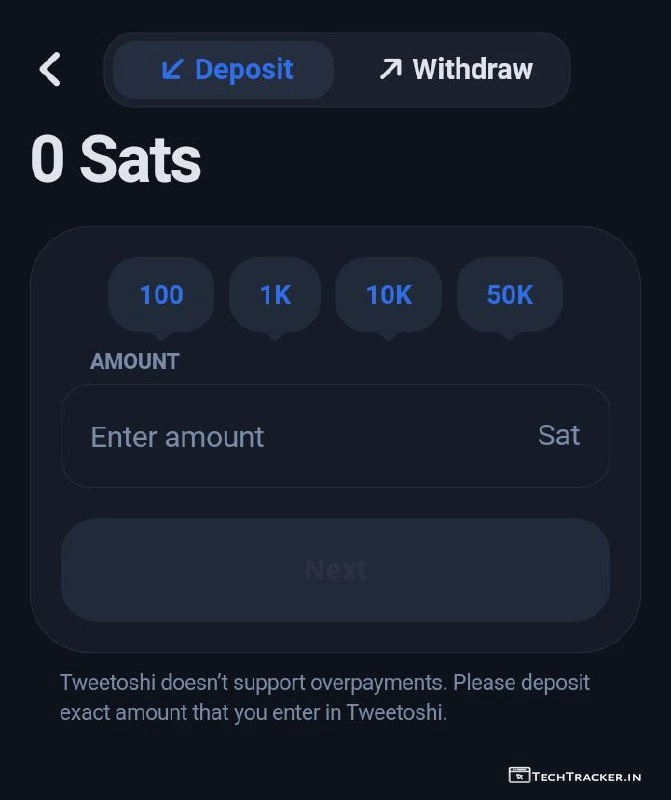 Deposit
Withdraw
0 Sats
100
1K
10K
50K
AMOUNT
Enter amount
Sat
Next
Tweetoshi doesn’t support overpayments. Please deposit
exact amount that you enter in Tweetoshi.
TECHTRACKER.IN